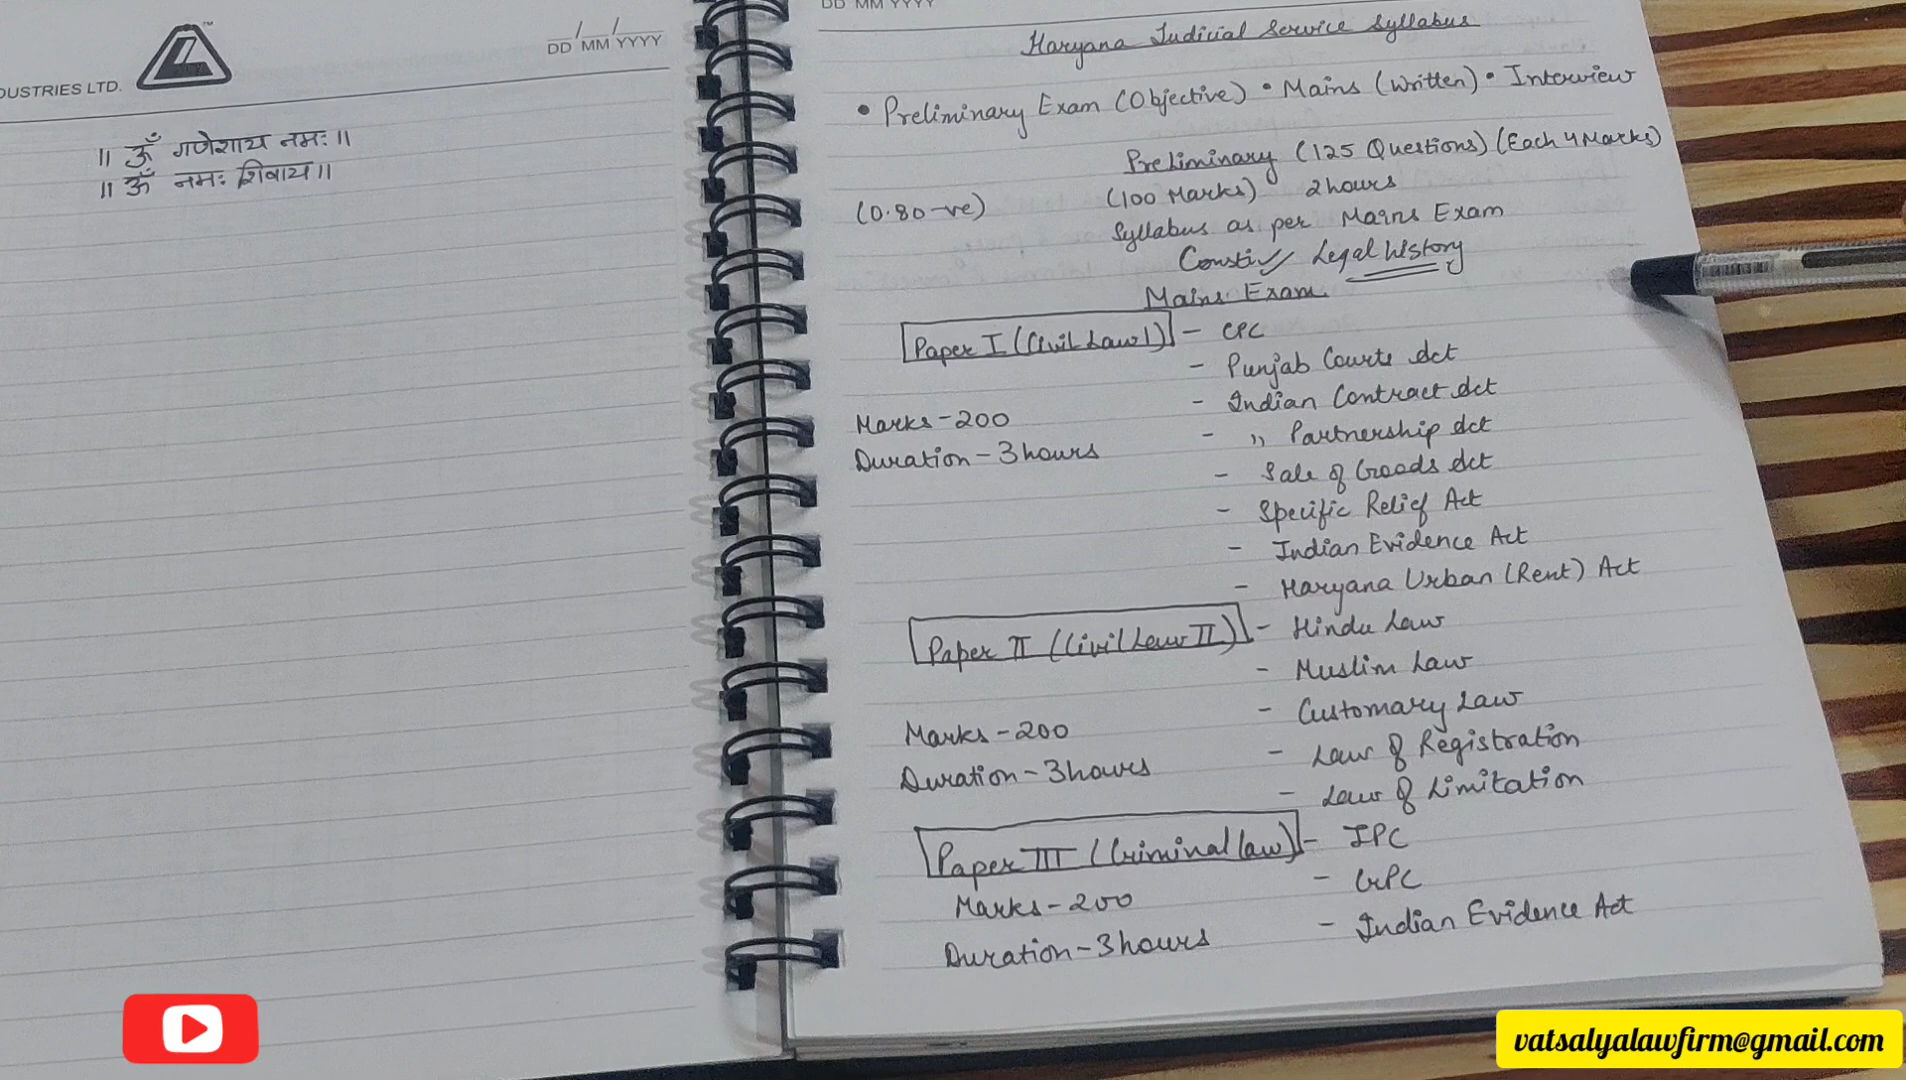 DUSTRIES LTD.
DD MM YYYY
|| ॐ गणेशाय नमः ||
|| ॐ नमः शिवाय ||
DD MM YYYY
Haryana Judicial Service Syllabus
• Preliminary Exam (Objective) • Mains (Written) • Interview
Preliminary (125 Questions) (Each 4 Marks)
(0.80-ve) (100 Marks) 2 hours
Syllabus as per Mains Exam
Consti Legal history
Mains Exam
Paper I (Civil Law I) - CPC
- Punjab Courts Act
- Indian Contract Act
Marks - 200
- ,, Partnership Act
Duration - 3 hours
- Sale of Goods Act
- Specific Relief Act
- Indian Evidence Act
- Haryana Urban (Rent) Act
Paper II (Civil Law II) - Hindu Law
- Muslim Law
- Customary Law
Marks - 200
- Law of Registration
Duration - 3 hours
- Law of Limitation
Paper III (Criminal law) - IPC
- CrPC
Marks - 200
- Indian Evidence Act
Duration - 3 hours
vatsalyalawfirm@gmail.com